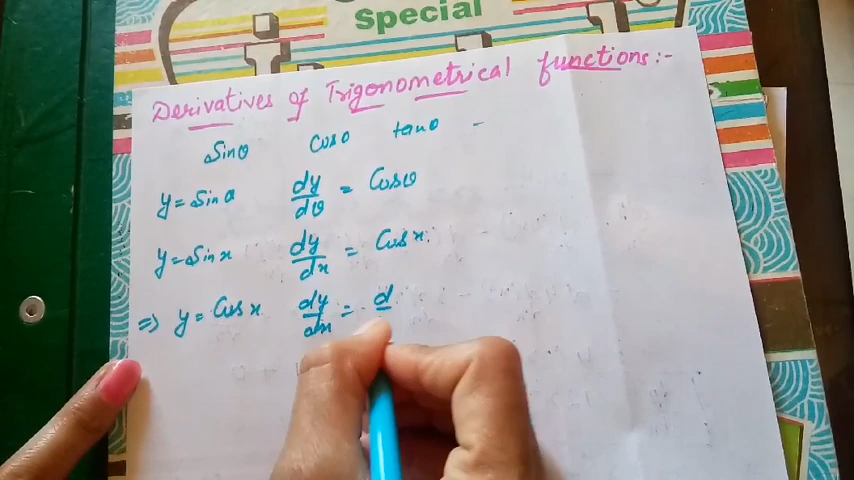 Special
Derivatives of Trigonometrical functions:-
Sinθ Cosθ tanθ -
y = Sinθ dy/dθ = Cosθ
y = Sinx dy/dx = Cosx.
⇒ y = Cosx dy/dx = d